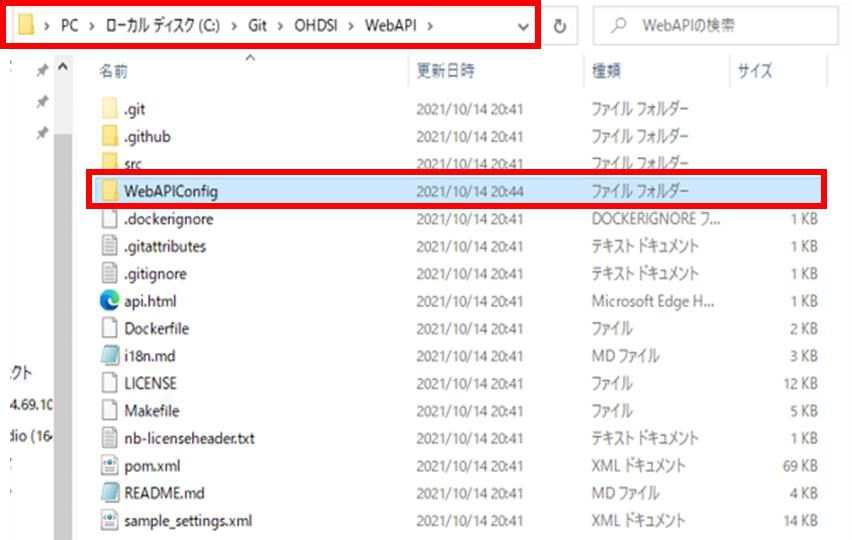 PC > ローカル ディスク (C:) > Git > OHDSI > WebAPI >
WebAPIの検索
名前 更新日時 種類 サイズ
.git 2021/10/14 20:41 ファイル フォルダー
.github 2021/10/14 20:41 ファイル フォルダー
src 2021/10/14 20:41 ファイル フォルダー
WebAPIConfig 2021/10/14 20:44 ファイル フォルダー
.dockerignore 2021/10/14 20:41 DOCKERIGNORE フ... 1 KB
.gitattributes 2021/10/14 20:41 テキスト ドキュメント 1 KB
.gitignore 2021/10/14 20:41 テキスト ドキュメント 1 KB
api.html 2021/10/14 20:41 Microsoft Edge H... 1 KB
Dockerfile 2021/10/14 20:41 ファイル 2 KB
i18n.md 2021/10/14 20:41 MD ファイル 3 KB
クト
LICENSE 2021/10/14 20:41 ファイル 12 KB
4.69.10
Makefile 2021/10/14 20:41 ファイル 5 KB
dio (164
nb-licenseheader.txt 2021/10/14 20:41 テキスト ドキュメント 1 KB
pom.xml 2021/10/14 20:41 XML ドキュメント 69 KB
README.md 2021/10/14 20:41 MD ファイル 4 KB
sample_settings.xml 2021/10/14 20:41 XML ドキュメント 14 KB